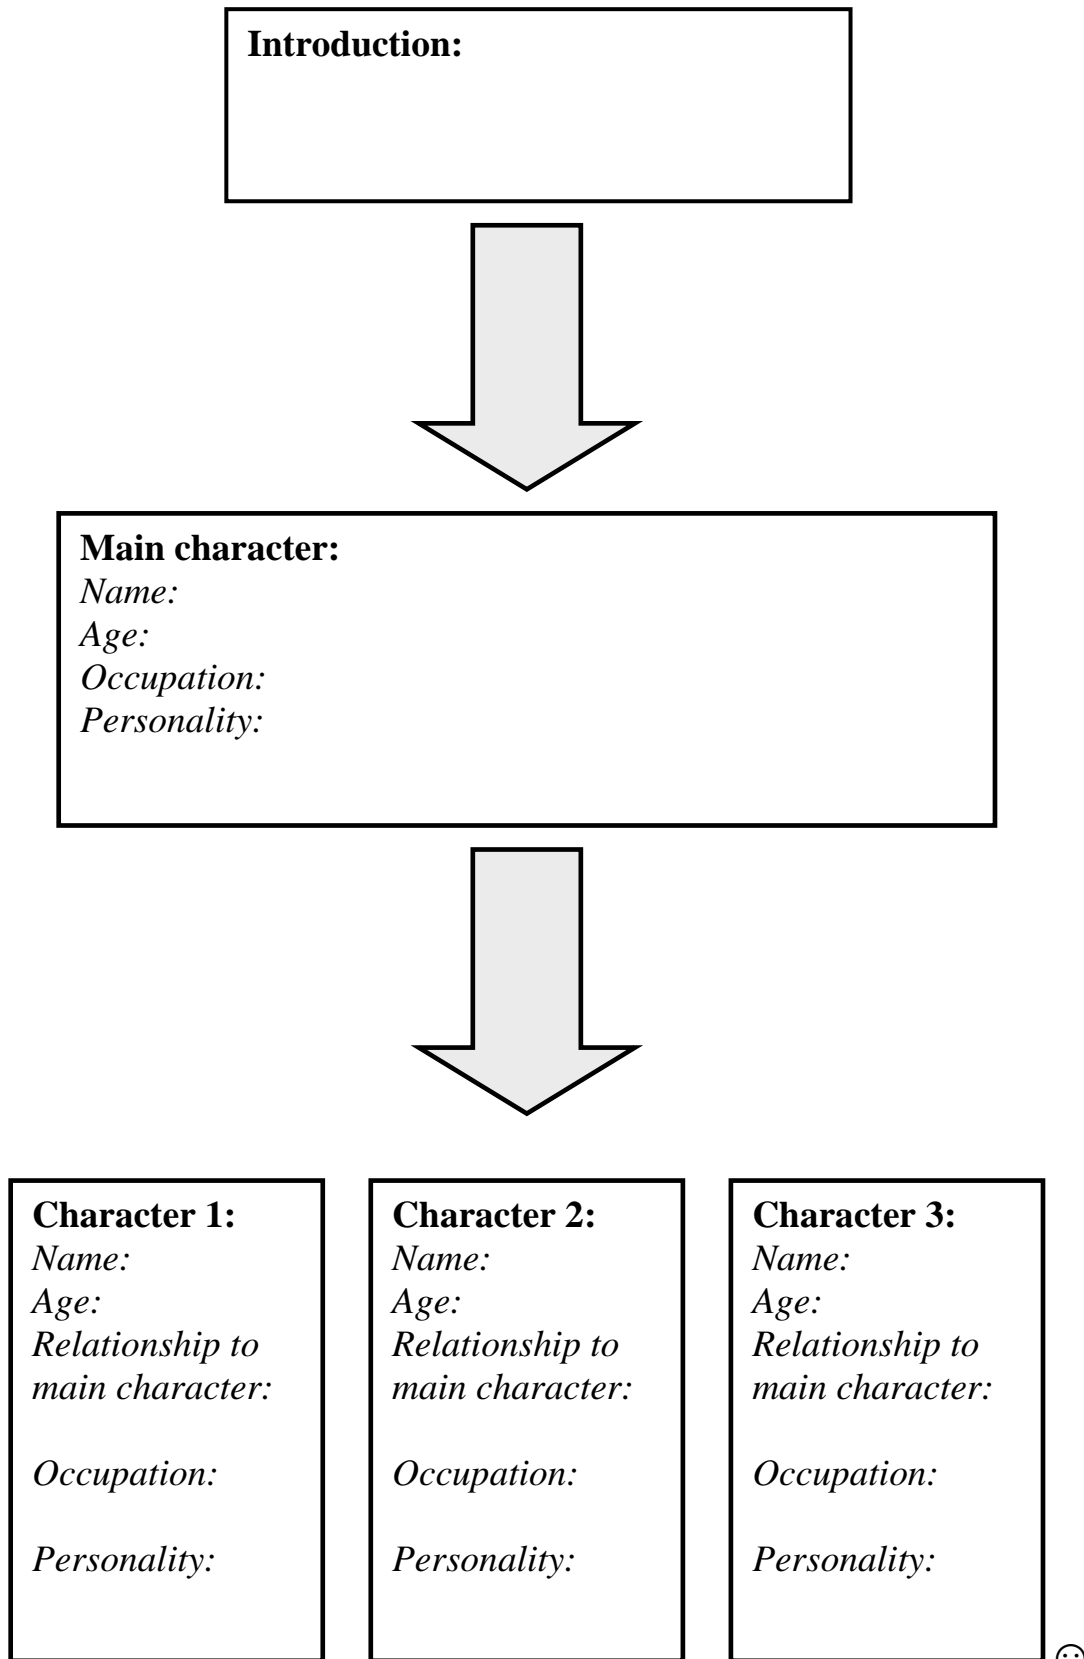 Introduction:
Main character:
Name:
Age:
Occupation:
Personality:
Character 1:
Name:
Age:
Relationship to
main character:
Occupation:
Personality:
Character 2:
Name:
Age:
Relationship to
main character:
Occupation:
Personality:
Character 3:
Name:
Age:
Relationship to
main character:
Occupation:
Personality: